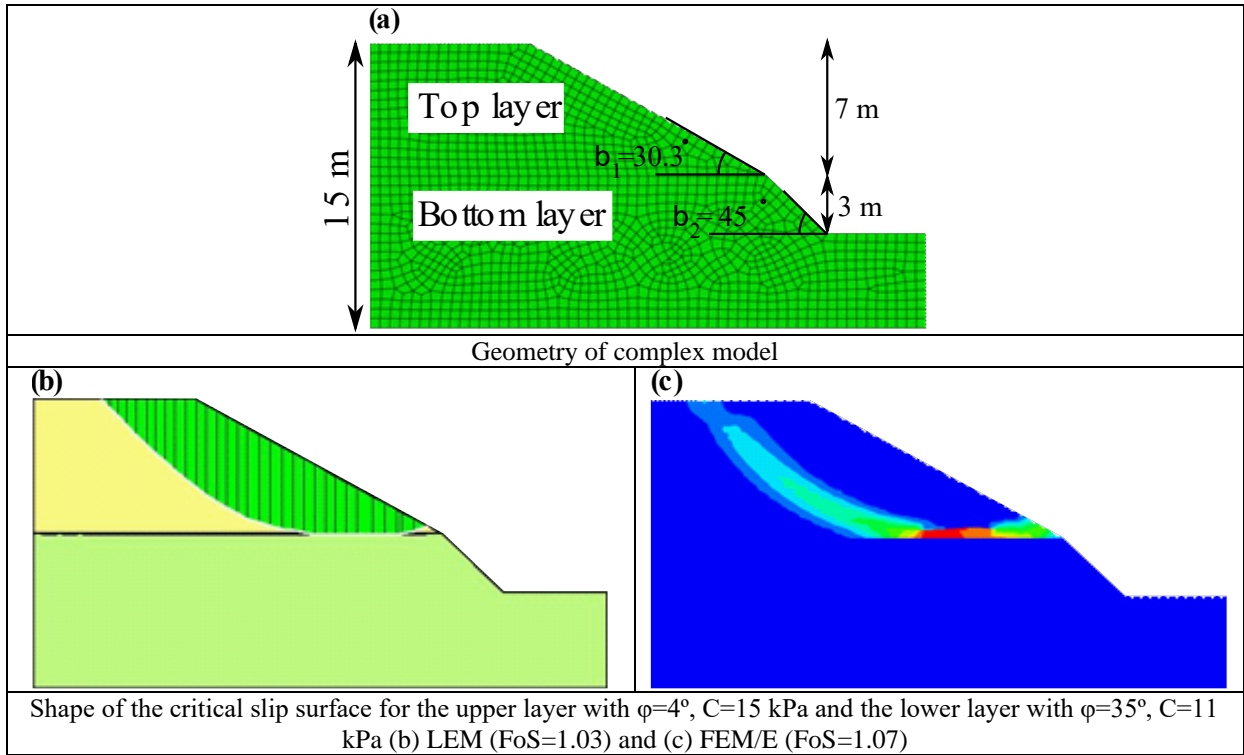 (a)
Top layer
7 m
b1=30.3°
15 m
Bottom layer
3 m
b2=45°
Geometry of complex model
(b)
(c)
Shape of the critical slip surface for the upper layer with φ=4º, C=15 kPa and the lower layer with φ=35º, C=11
kPa (b) LEM (FoS=1.03) and (c) FEM/E (FoS=1.07)